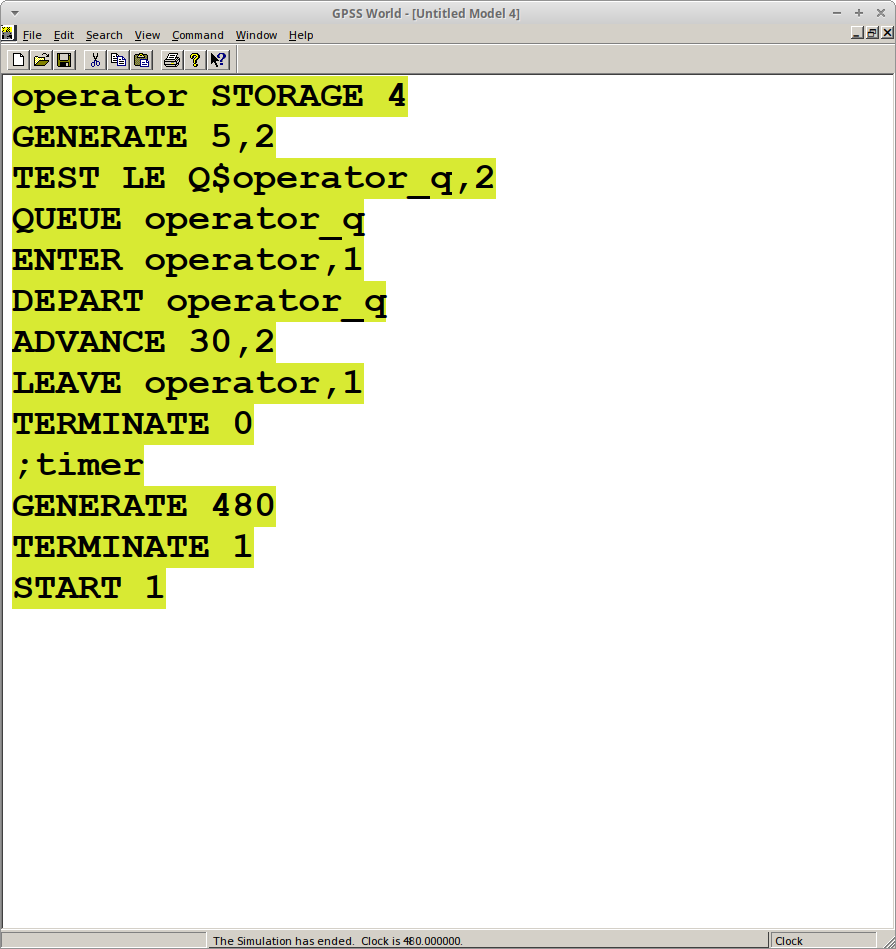 GPSS World - [Untitled Model 4]
File Edit Search View Command Window Help
operator STORAGE 4
GENERATE 5,2
TEST LE Q$operator_q,2
QUEUE operator_q
ENTER operator,1
DEPART operator_q
ADVANCE 30,2
LEAVE operator,1
TERMINATE 0
;timer
GENERATE 480
TERMINATE 1
START 1
The Simulation has ended. Clock is 480.000000.
Clock